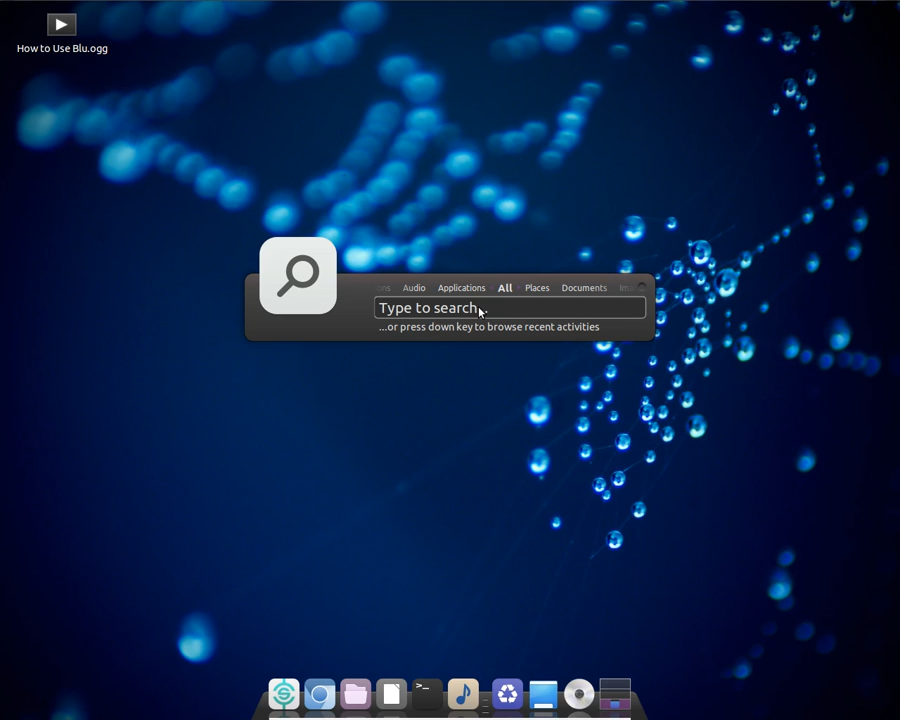 How to Use Blu.ogg
Audio Applications All Places Documents
Type to search...
...or press down key to browse recent activities
>_